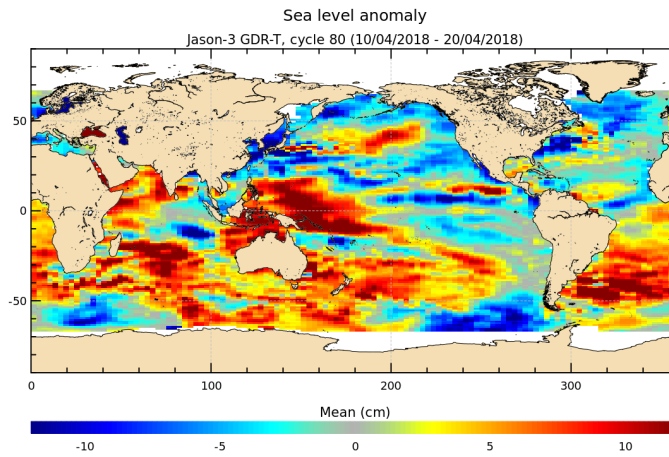 Sea level anomaly
Jason-3 GDR-T, cycle 80 (10/04/2018 - 20/04/2018)
50
0
-50
0 100 200 300
Mean (cm)
-10 -5 0 5 10